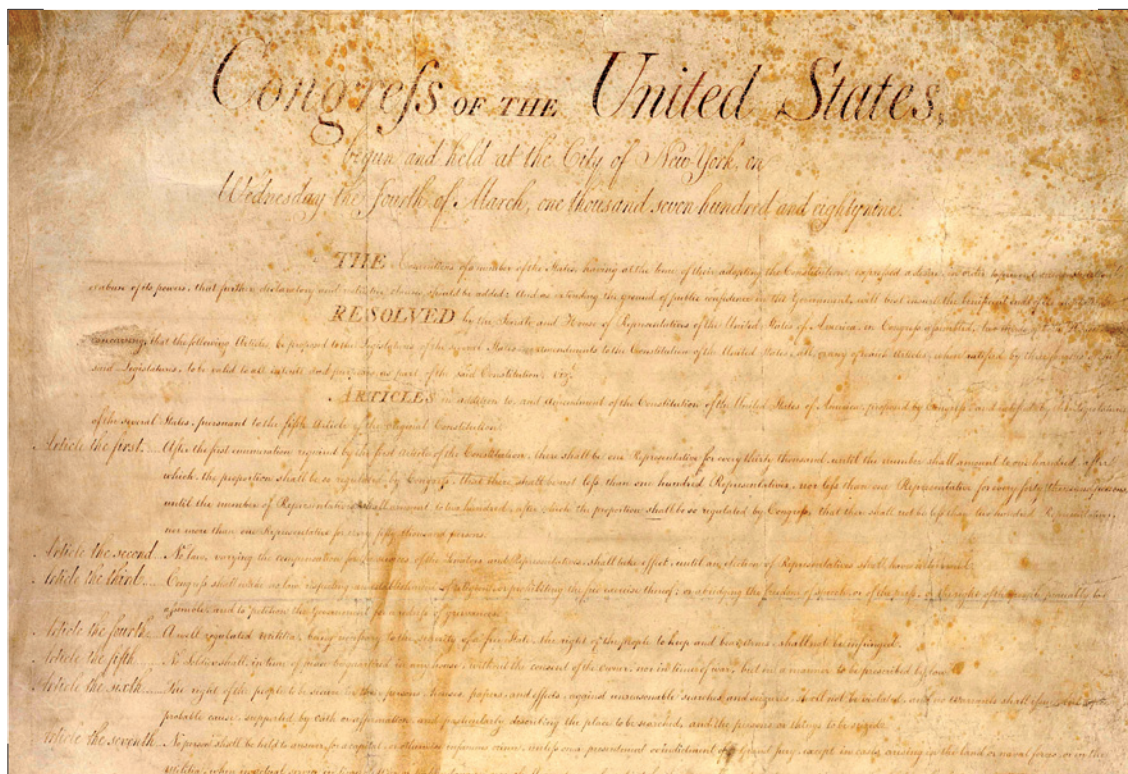 Congreſs OF THE United States,
begun and held at the City of New-York, on
Wednesday the fourth of March, one thousand seven hundred and eighty nine.
THE Conventions of a number of the States, having at the time of their adopting the Constitution, expreſsed a desire, in order to prevent
or abuse of its powers, that further declaratory and restrictive clauses should be added: And as extending the ground of public confidence in the Government, will best ensure the beneficent ends of its
RESOLVED by the Senate and House of Representatives of the United States of America, in Congreſs aſsembled, two thirds of both Houses
concurring, that the following Articles be proposed to the Legislatures of the several States, as amendments to the Constitution of the United States, all, or any of which Articles, when ratified by three fourths of the
said Legislatures, to be valid to all intents and purposes, as part of the said Constitution; viz.
ARTICLES in addition to, and Amendment of the Constitution of the United States of America, proposed by Congreſs, and ratified by the Legislatures
of the several States, pursuant to the fifth Article of the original Constitution.
Article the first... After the first enumeration required by the first Article of the Constitution, there shall be one Representative for every thirty thousand, until the number shall amount to one hundred, after
which, the proportion shall be so regulated by Congreſs, that there shall be not leſs than one hundred Representatives, nor leſs than one Representative for every forty thousand persons,
until the number of Representatives shall amount to two hundred, after which the proportion shall be so regulated by Congreſs, that there shall not be leſs than two hundred Representatives,
nor more than one Representative for every fifty thousand persons.
Article the second... No law, varying the compensation for the services of the Senators and Representatives, shall take effect, until an election of Representatives shall have intervened.
Article the third... Congreſs shall make no law respecting an establishment of religion, or prohibiting the free exercise thereof; or abridging the freedom of speech, or of the preſs; or the right of the people peaceably to
aſsemble, and to petition the Government for a redreſs of grievances.
Article the fourth... A well regulated militia, being neceſsary to the security of a free State, the right of the people to keep and bear arms, shall not be infringed.
Article the fifth... No Soldier shall, in time of peace be quartered in any house, without the consent of the owner, nor in time of war, but in a manner to be prescribed by law.
Article the sixth... The right of the people to be secure in their persons, houses, papers, and effects, against unreasonable searches and seizures, shall not be violated, and no warrants shall iſsue, but upon
probable cause, supported by oath or affirmation, and particularly describing the place to be searched, and the persons or things to be seized.
Article the seventh... No person shall be held to answer for a capital, or otherwise infamous crime, unleſs on a presentment or indictment of a Grand Jury, except in cases arising in the land or naval forces, or in the
Militia, when in actual service in time of War